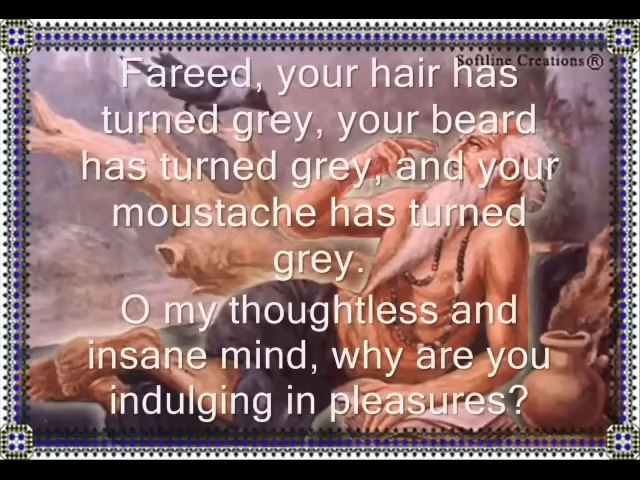 Softline Creations®
Fareed, your hair has
turned grey, your beard
has turned grey, and your
moustache has turned
grey.
O my thoughtless and
insane mind, why are you
indulging in pleasures?